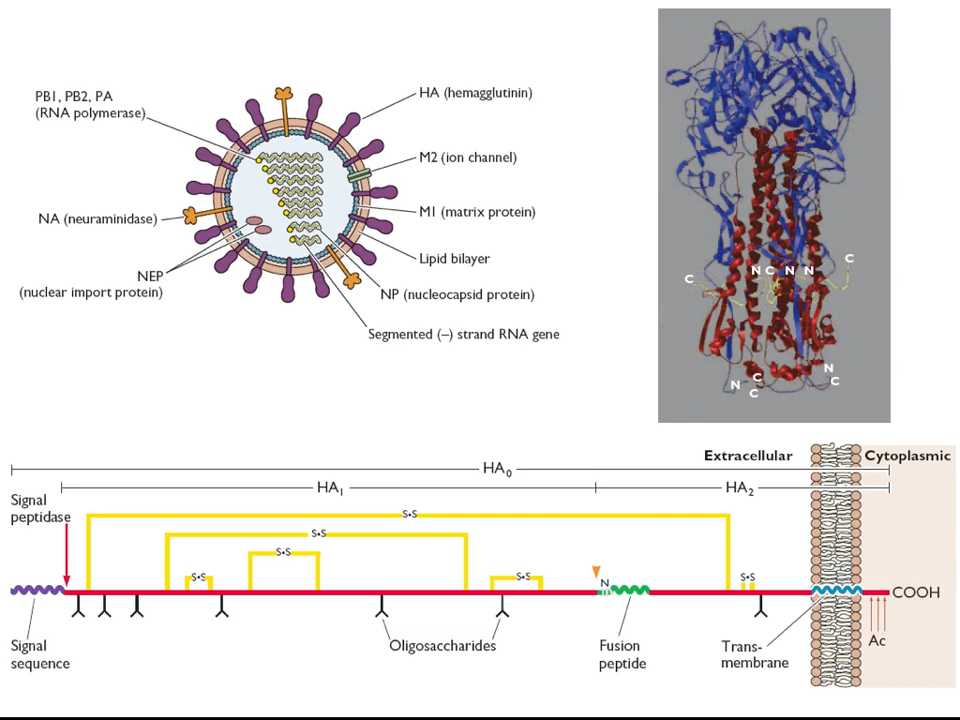 PB1, PB2, PA
(RNA polymerase)
HA (hemagglutinin)
M2 (ion channel)
NA (neuraminidase)
M1 (matrix protein)
Lipid bilayer
NEP
(nuclear import protein)
NP (nucleocapsid protein)
Segmented (–) strand RNA gene
C
N C N N
C
N
C
C
N
C
Extracellular
Cytoplasmic
HA0
HA1
HA2
Signal
peptidase
S•S
S•S
S•S
S•S
S•S
S•S
N
COOH
Signal
sequence
Oligosaccharides
Fusion
peptide
Trans-
membrane
Ac